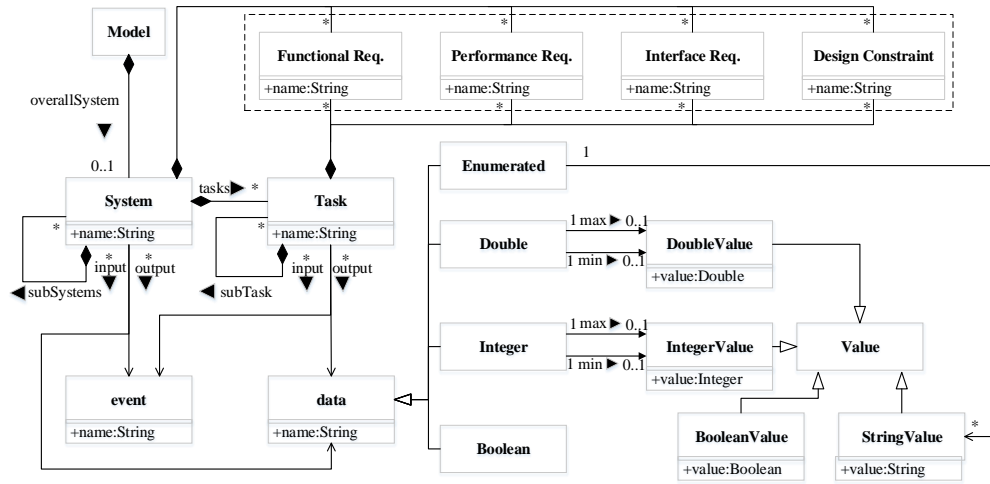 Model
* * * *
Functional Req. Performance Req. Interface Req. Design Constraint
+name:String +name:String +name:String +name:String
overallSystem
▼
* * * *
0..1
Enumerated 1
System tasks▶ * Task
+name:String +name:String
* *
Double 1 max ▶ 0..1 DoubleValue
1 min ▶ 0..1 +value:Double
* * * *
input output input output
▼ ▼ ▼ ▼
◀ subSystems ◀ subTask
Integer 1 max ▶ 0..1 IntegerValue Value
1 min ▶ 0..1 +value:Integer
event data
+name:String +name:String
Boolean BooleanValue StringValue *
+value:Boolean +value:String